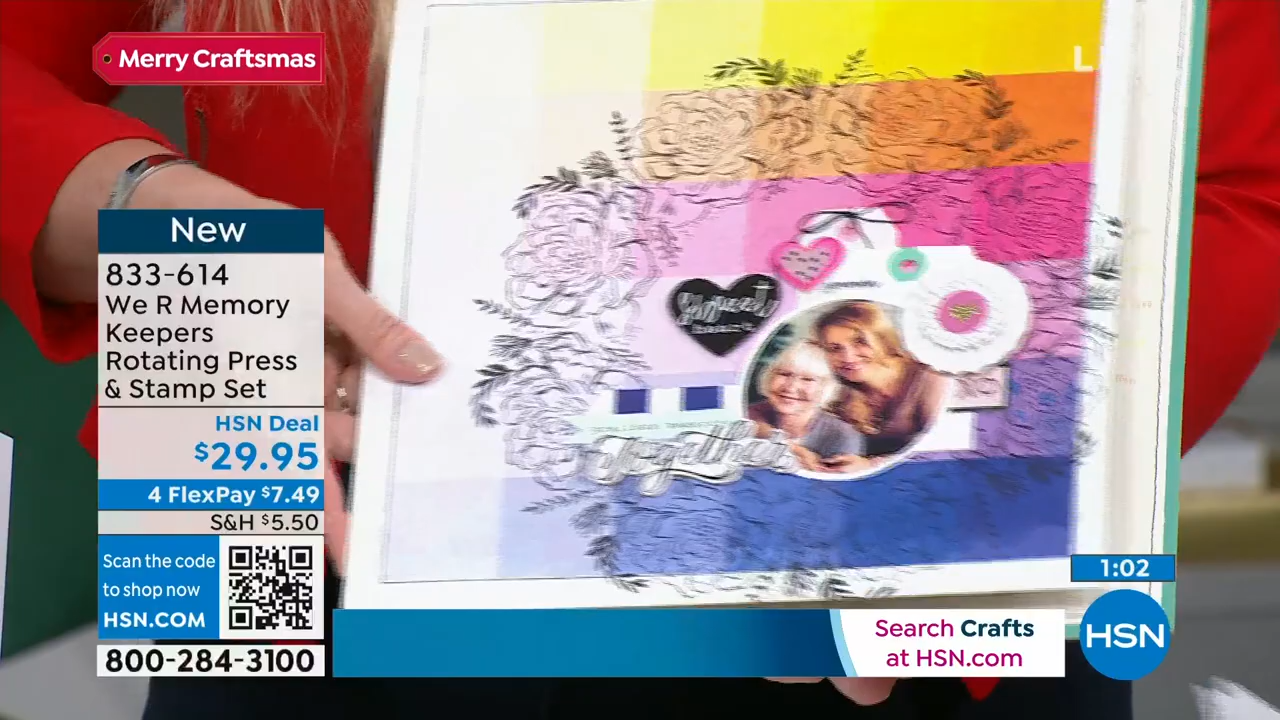 Merry Craftsmas
L
New
833-614
We R Memory
Keepers
Rotating Press
& Stamp Set
HSN Deal
$29.95
4 FlexPay $7.49
S&H $5.50
Scan the code
to shop now
HSN.COM
800-284-3100
together
1:02
Search Crafts
at HSN.com
HSN